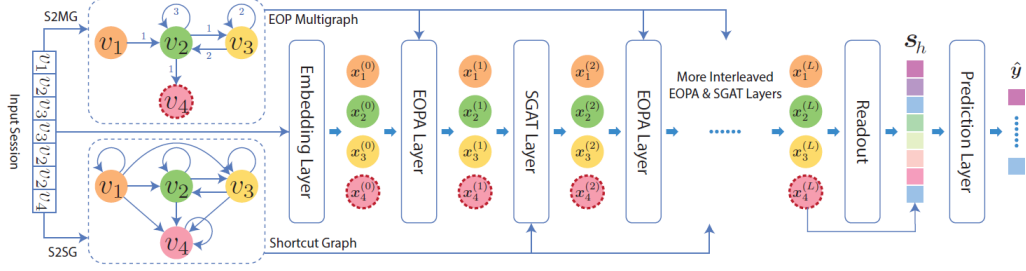 S2MG
EOP Multigraph
3
2
v1
1
v2
1
2
v3
1
v4
Input Session
v1
v2
v3
v3
v2
v2
v4
v1
v2
v3
v4
S2SG
Shortcut Graph
Embedding Layer
x1(0)
x2(0)
x3(0)
x4(0)
EOPA Layer
x1(1)
x2(1)
x3(1)
x4(1)
SGAT Layer
x1(2)
x2(2)
x3(2)
x4(2)
EOPA Layer
More Interleaved
EOPA & SGAT Layers
......
x1(L)
x2(L)
x3(L)
x4(L)
Readout
sh
Prediction Layer
ŷ